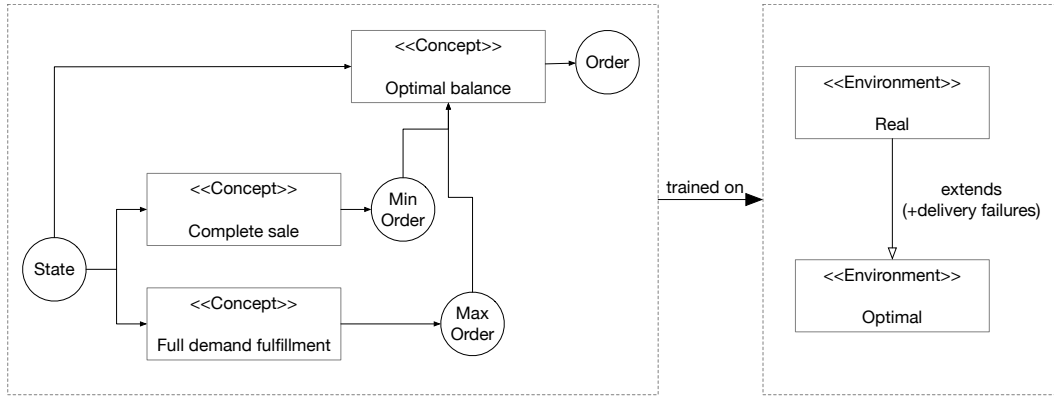 <<Concept>>
Optimal balance
Order
<<Concept>>
Complete sale
Min
Order
State
<<Concept>>
Full demand fulfillment
Max
Order
trained on
<<Environment>>
Real
extends
(+delivery failures)
<<Environment>>
Optimal